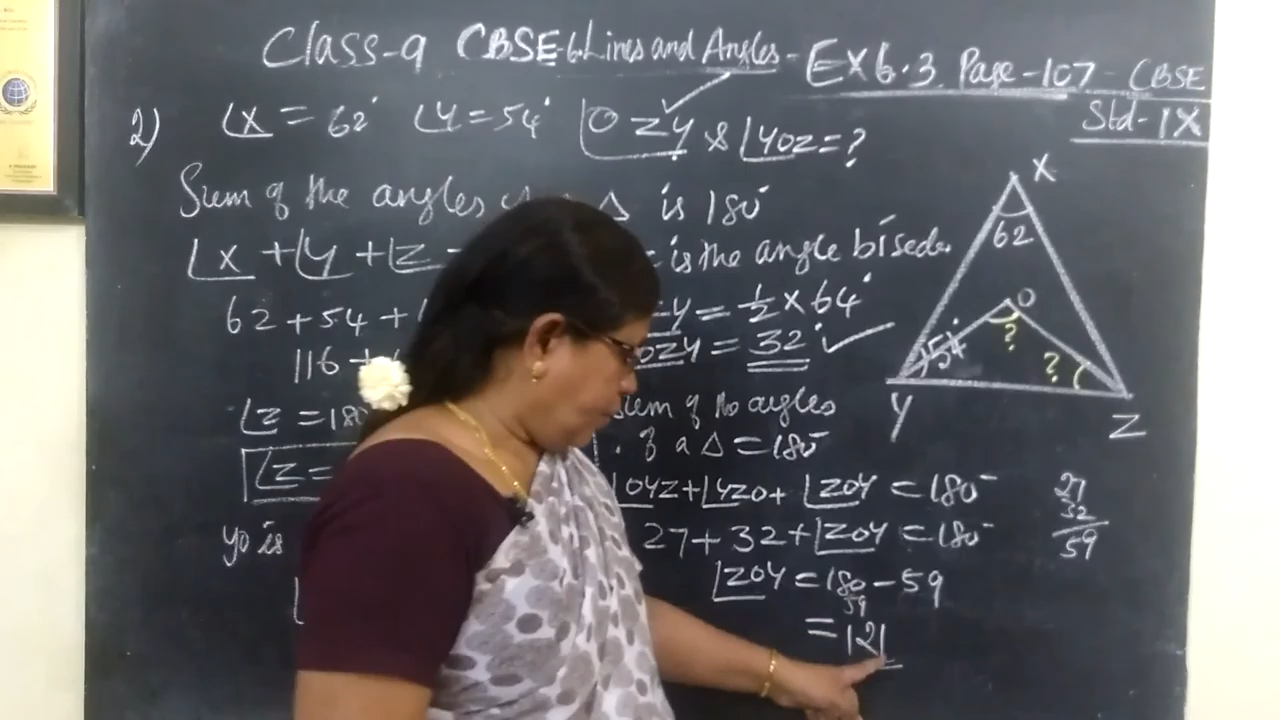 Class-9 CBSE-6.Lines and Angles - EX 6.3 Page-107 - CBSE
Std-IX
2) ∠X = 62° ∠Y = 54° ∠OZY & ∠YOZ = ?
Sum of the angles Δ is 180°
∠X + ∠Y + ∠Z is the angle bisector
62 + 54 + Y = 1/2 × 64°
116 + OZY = 32°
∠Z = 180
∠Z =
Sum of the angles
of a Δ = 180°
∠OYZ + ∠YZO + ∠ZOY = 180°
YO is 27 + 32 + ∠ZOY = 180°
∠ZOY = 180 - 59
59
= 121
27
32
59
X
62
O
?
54
?
Y
Z